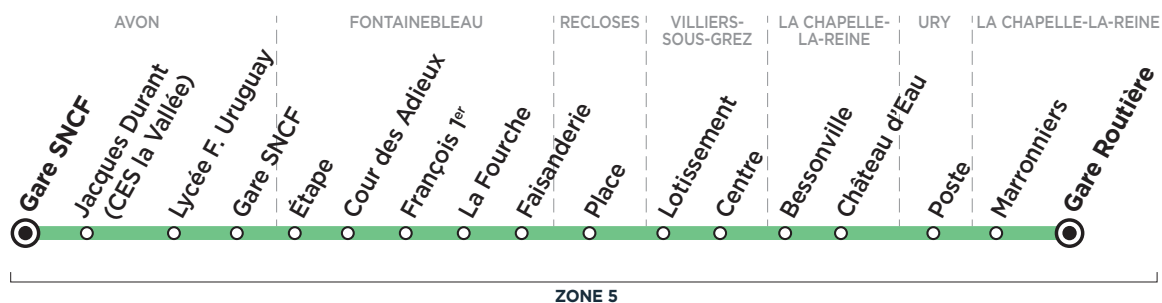 AVON
FONTAINEBLEAU
RECLOSES
VILLIERS-
SOUS-GREZ
LA CHAPELLE-
LA-REINE
URY
LA CHAPELLE-LA-REINE
Gare SNCF
Jacques Durant
(CES la Vallée)
Lycée F. Uruguay
Gare SNCF
Étape
Cour des Adieux
François 1er
La Fourche
Faisanderie
Place
Lotissement
Centre
Bessonville
Château d'Eau
Poste
Marronniers
Gare Routière
ZONE 5